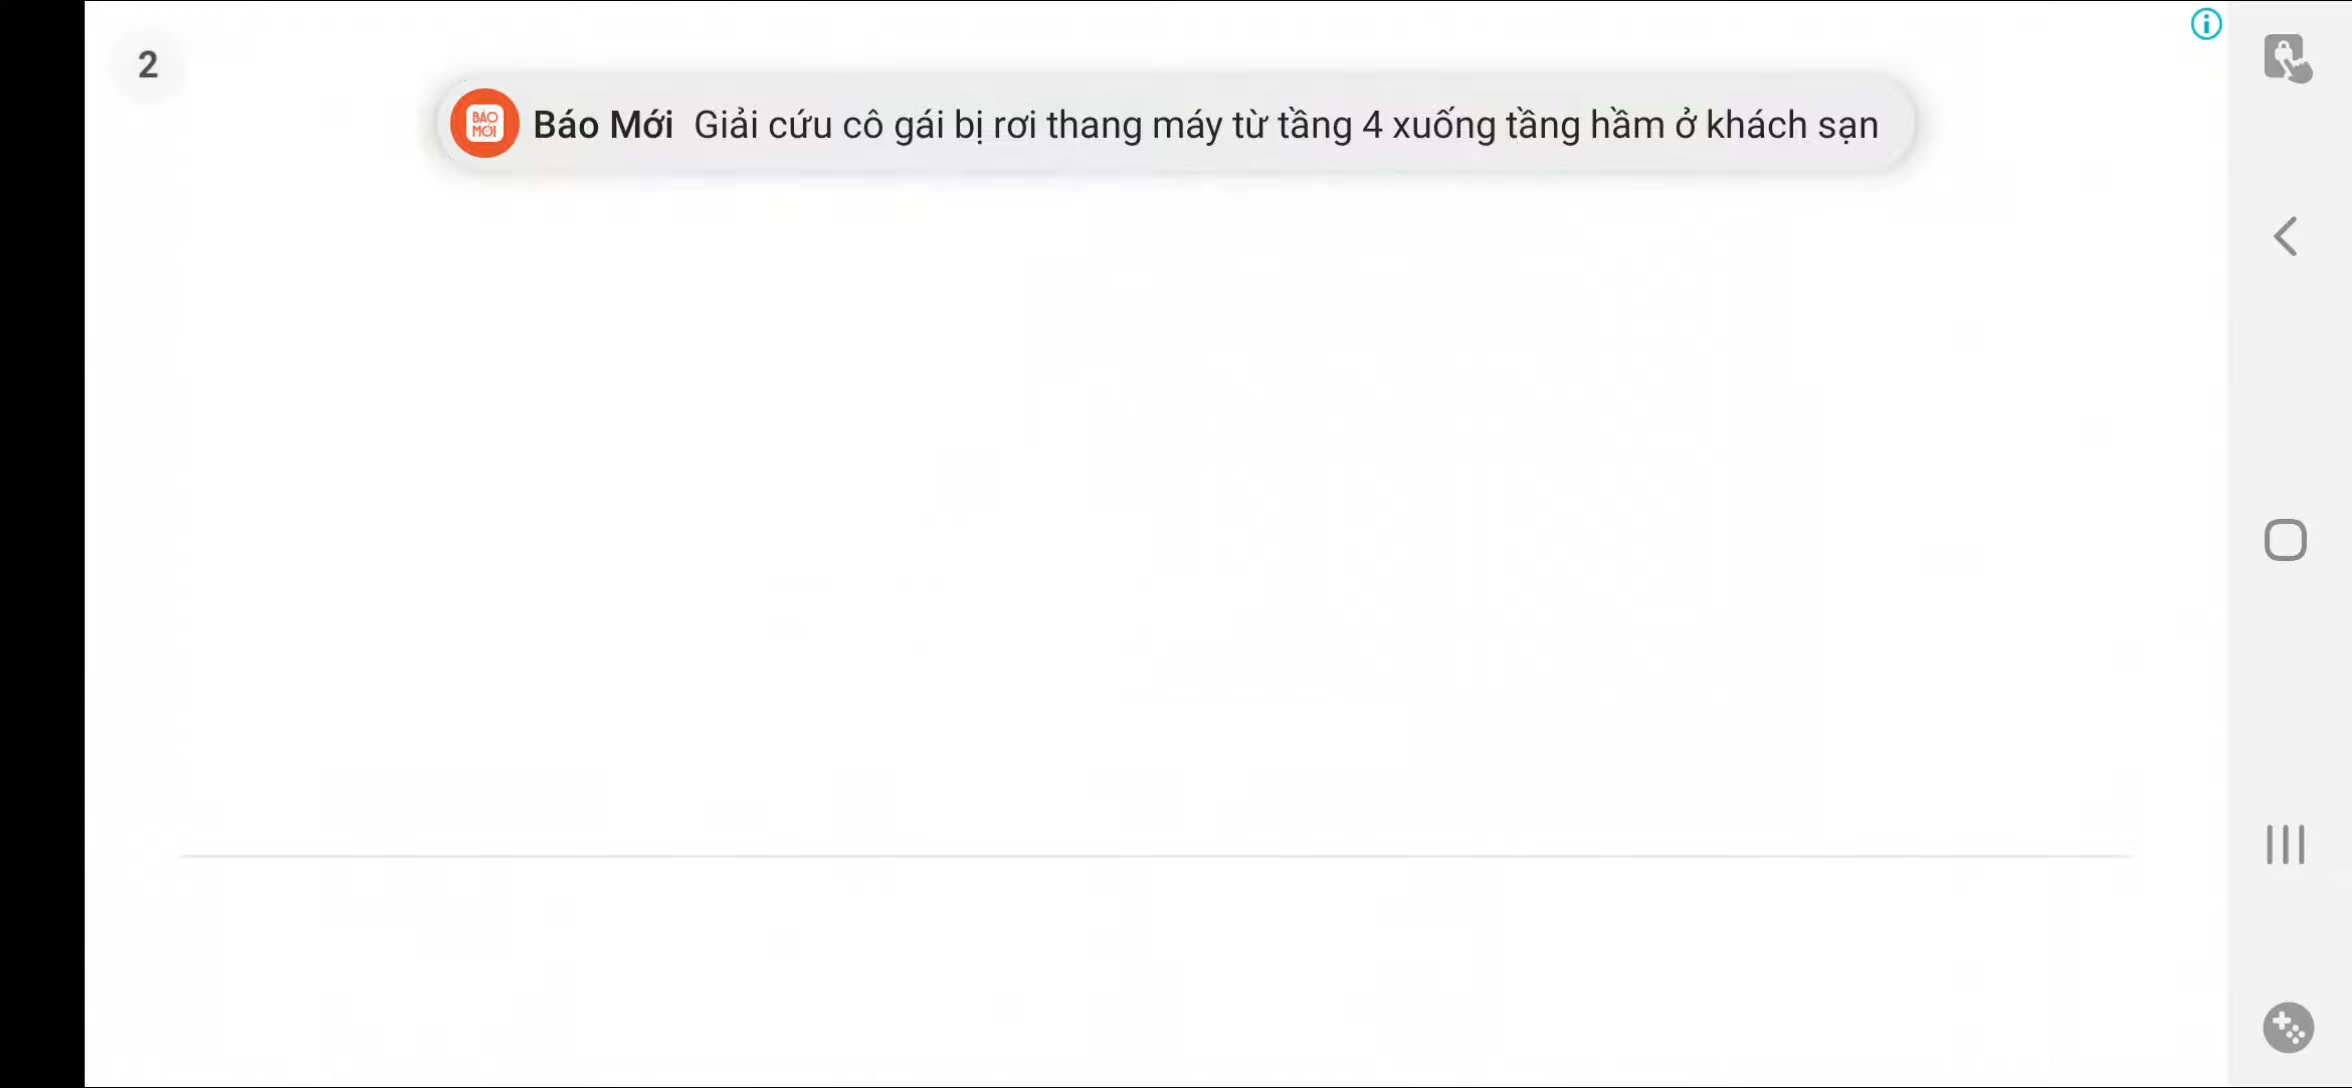 2
BÁO
MỚI
Báo Mới Giải cứu cô gái bị rơi thang máy từ tầng 4 xuống tầng hầm ở khách sạn